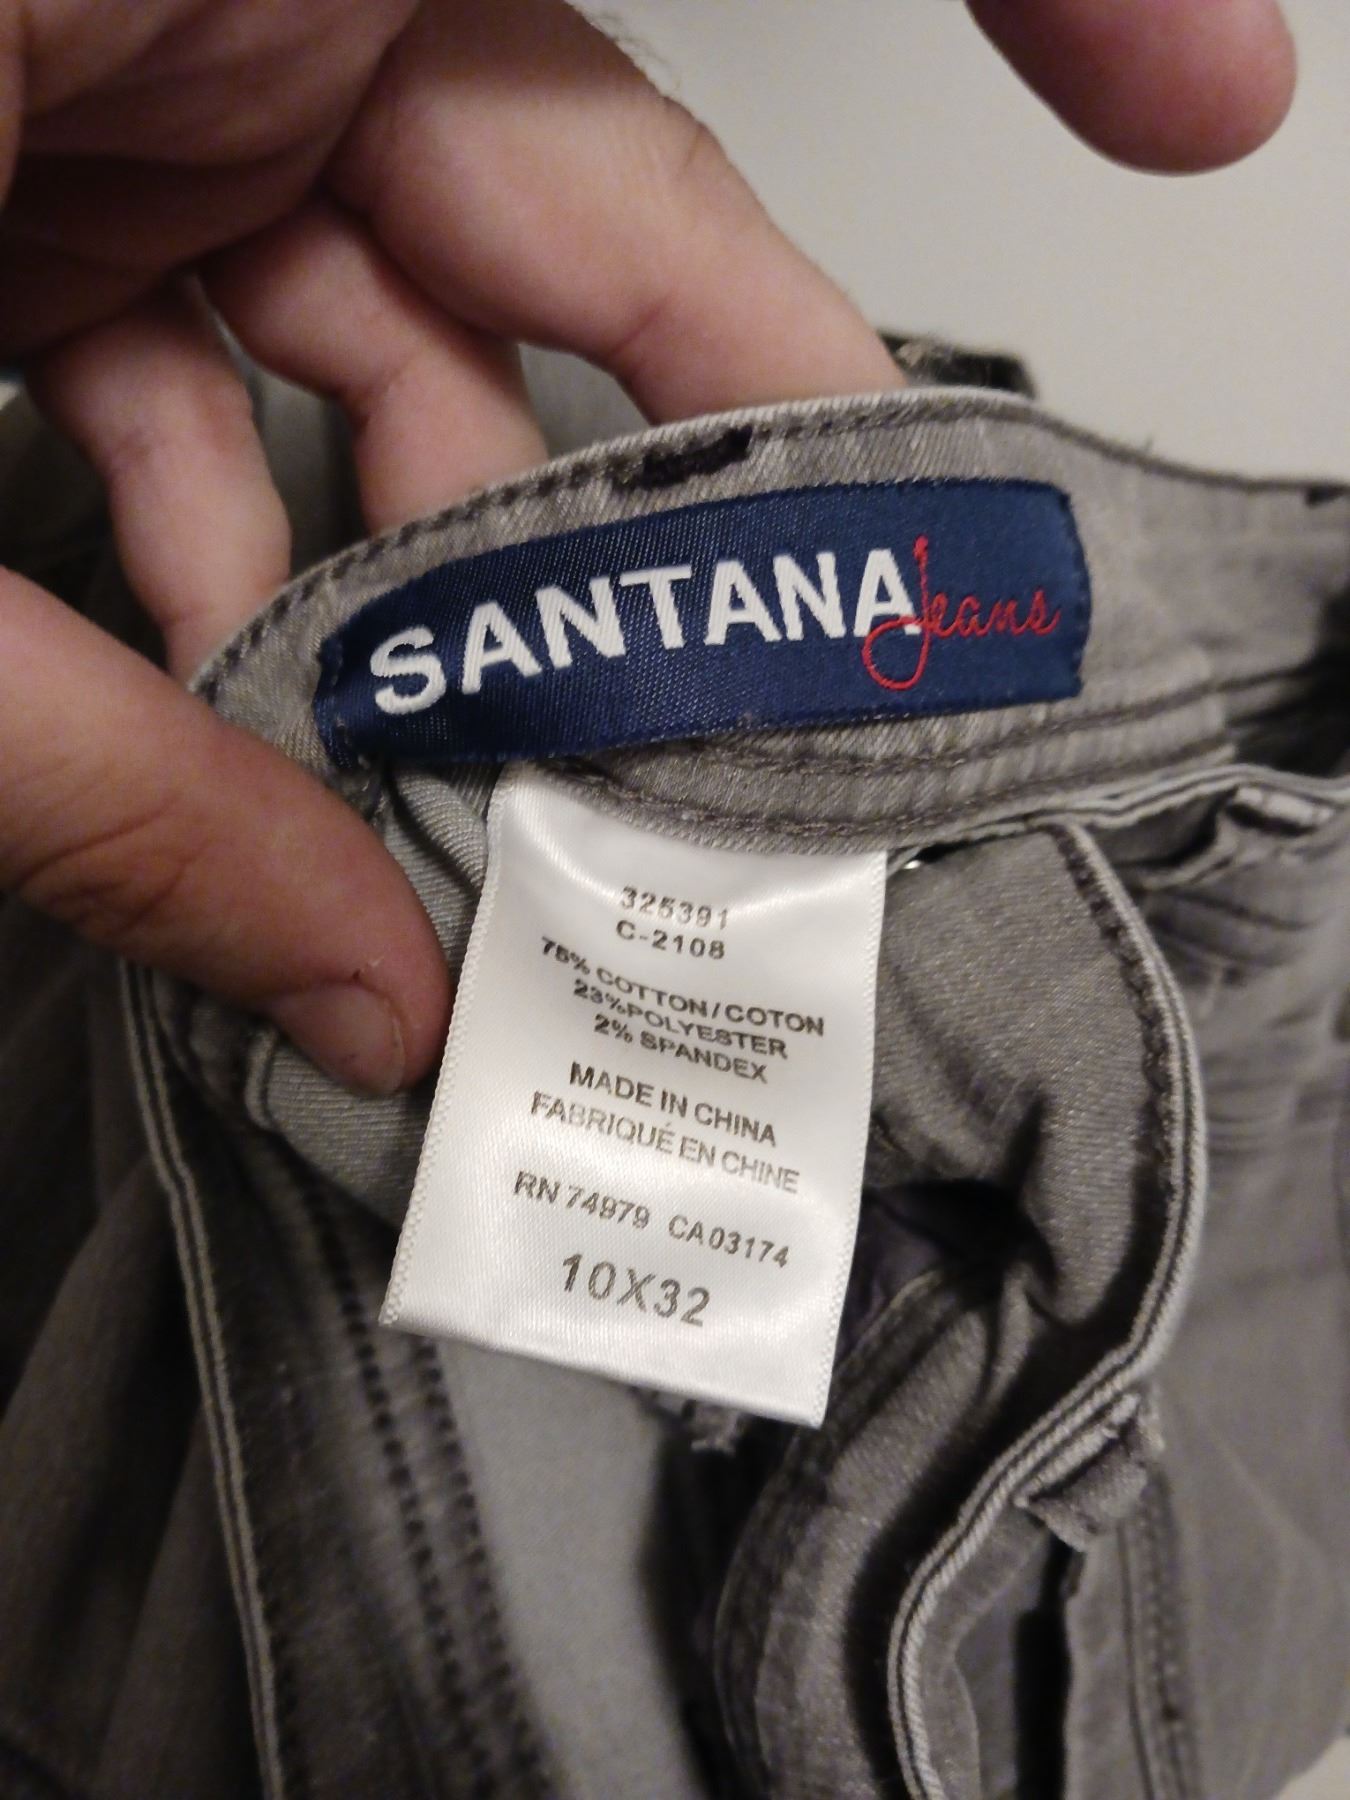 SANTANA Jeans
325391
C-2108
75% COTTON/COTON
23%POLYESTER
2% SPANDEX
MADE IN CHINA
FABRIQUÉ EN CHINE
RN 74979 CA03174
10X32